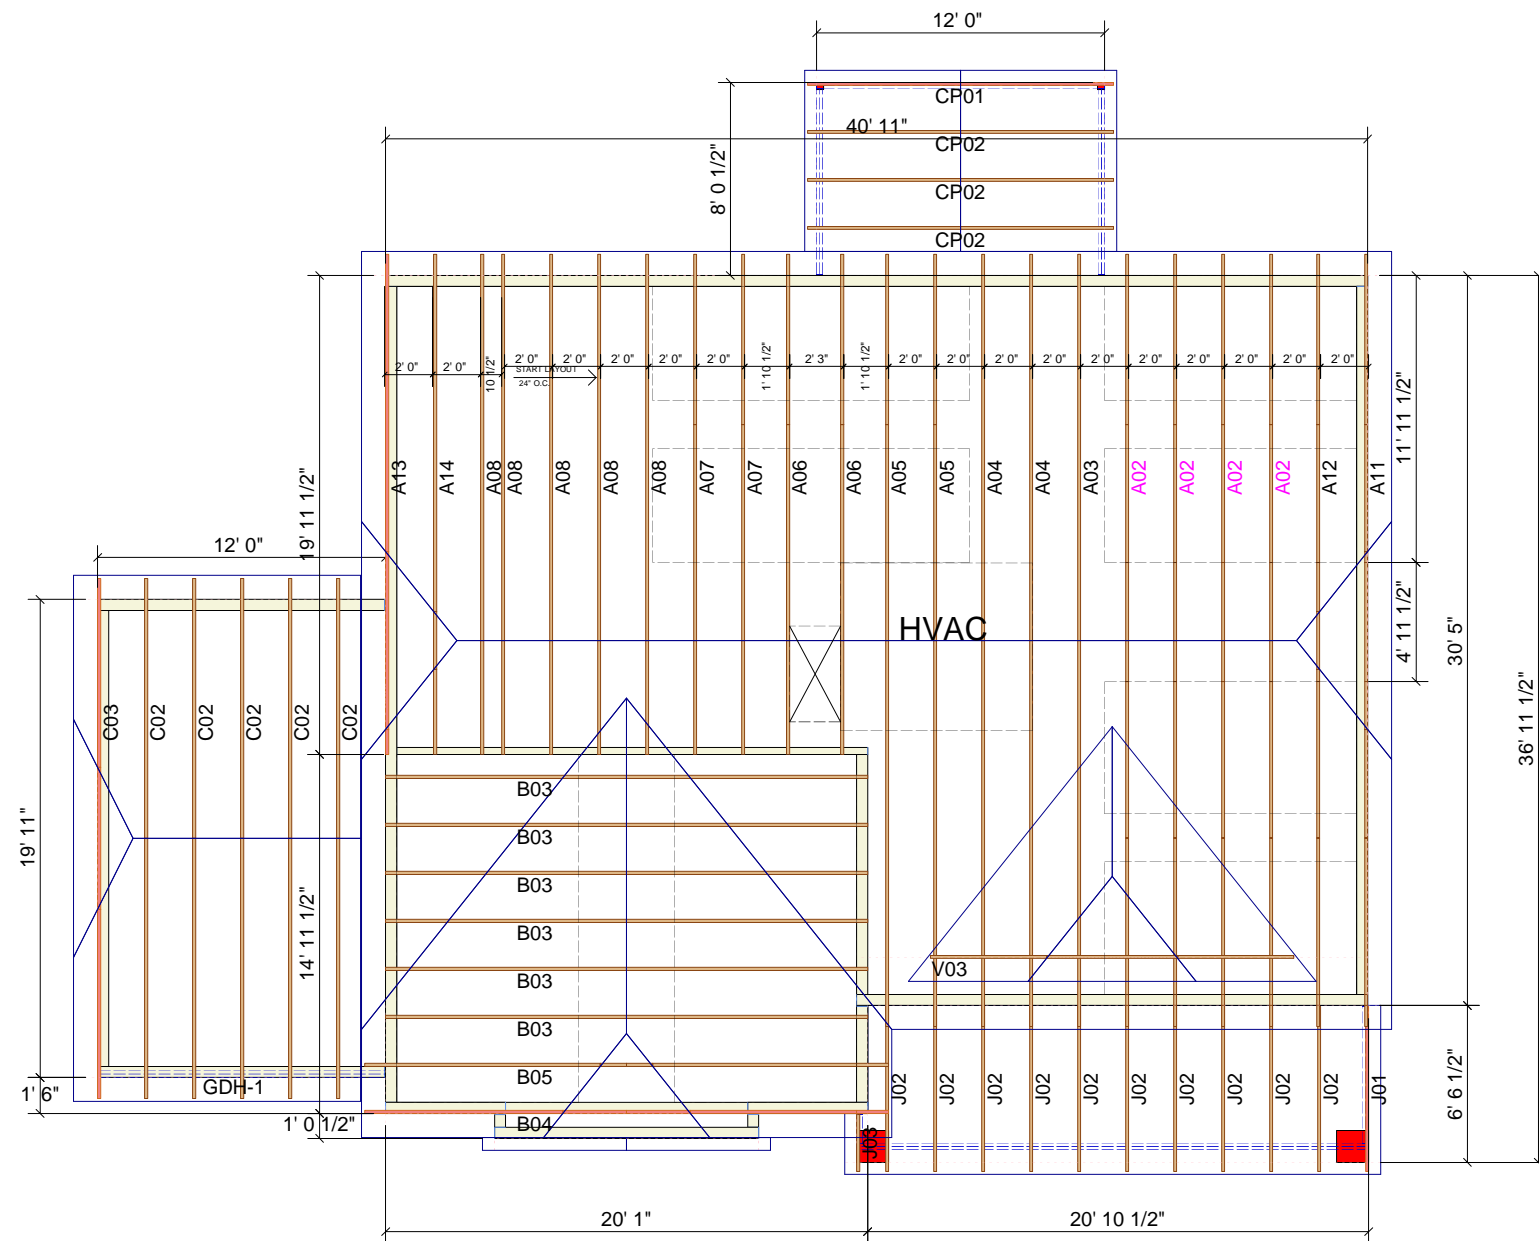 12' 0"
CP01
40' 11"
CP02
8' 0 1/2"
CP02
CP02
2' 0"
2' 0"
10 1/2"
2' 0"
2' 0"
2' 0"
2' 0"
2' 0"
1' 10 1/2"
2' 3"
1' 10 1/2"
2' 0"
2' 0"
2' 0"
2' 0"
2' 0"
2' 0"
2' 0"
2' 0"
2' 0"
2' 0"
START LAYOUT
24" O.C.
A13
A14
A08
A08
A08
A08
A08
A07
A07
A06
A06
A05
A05
A04
A04
A03
A02
A02
A02
A02
A12
A11
11' 11 1/2"
19' 11 1/2"
12' 0"
HVAC
4' 11 1/2"
30' 5"
36' 11 1/2"
C03
C02
C02
C02
C02
C02
B03
B03
B03
B03
B03
B03
B05
B04
19' 11"
14' 11 1/2"
V03
GDH-1
1' 6"
1' 0 1/2"
J03
J02
J02
J02
J02
J02
J02
J02
J02
J02
J02
J01
6' 6 1/2"
20' 1"
20' 10 1/2"